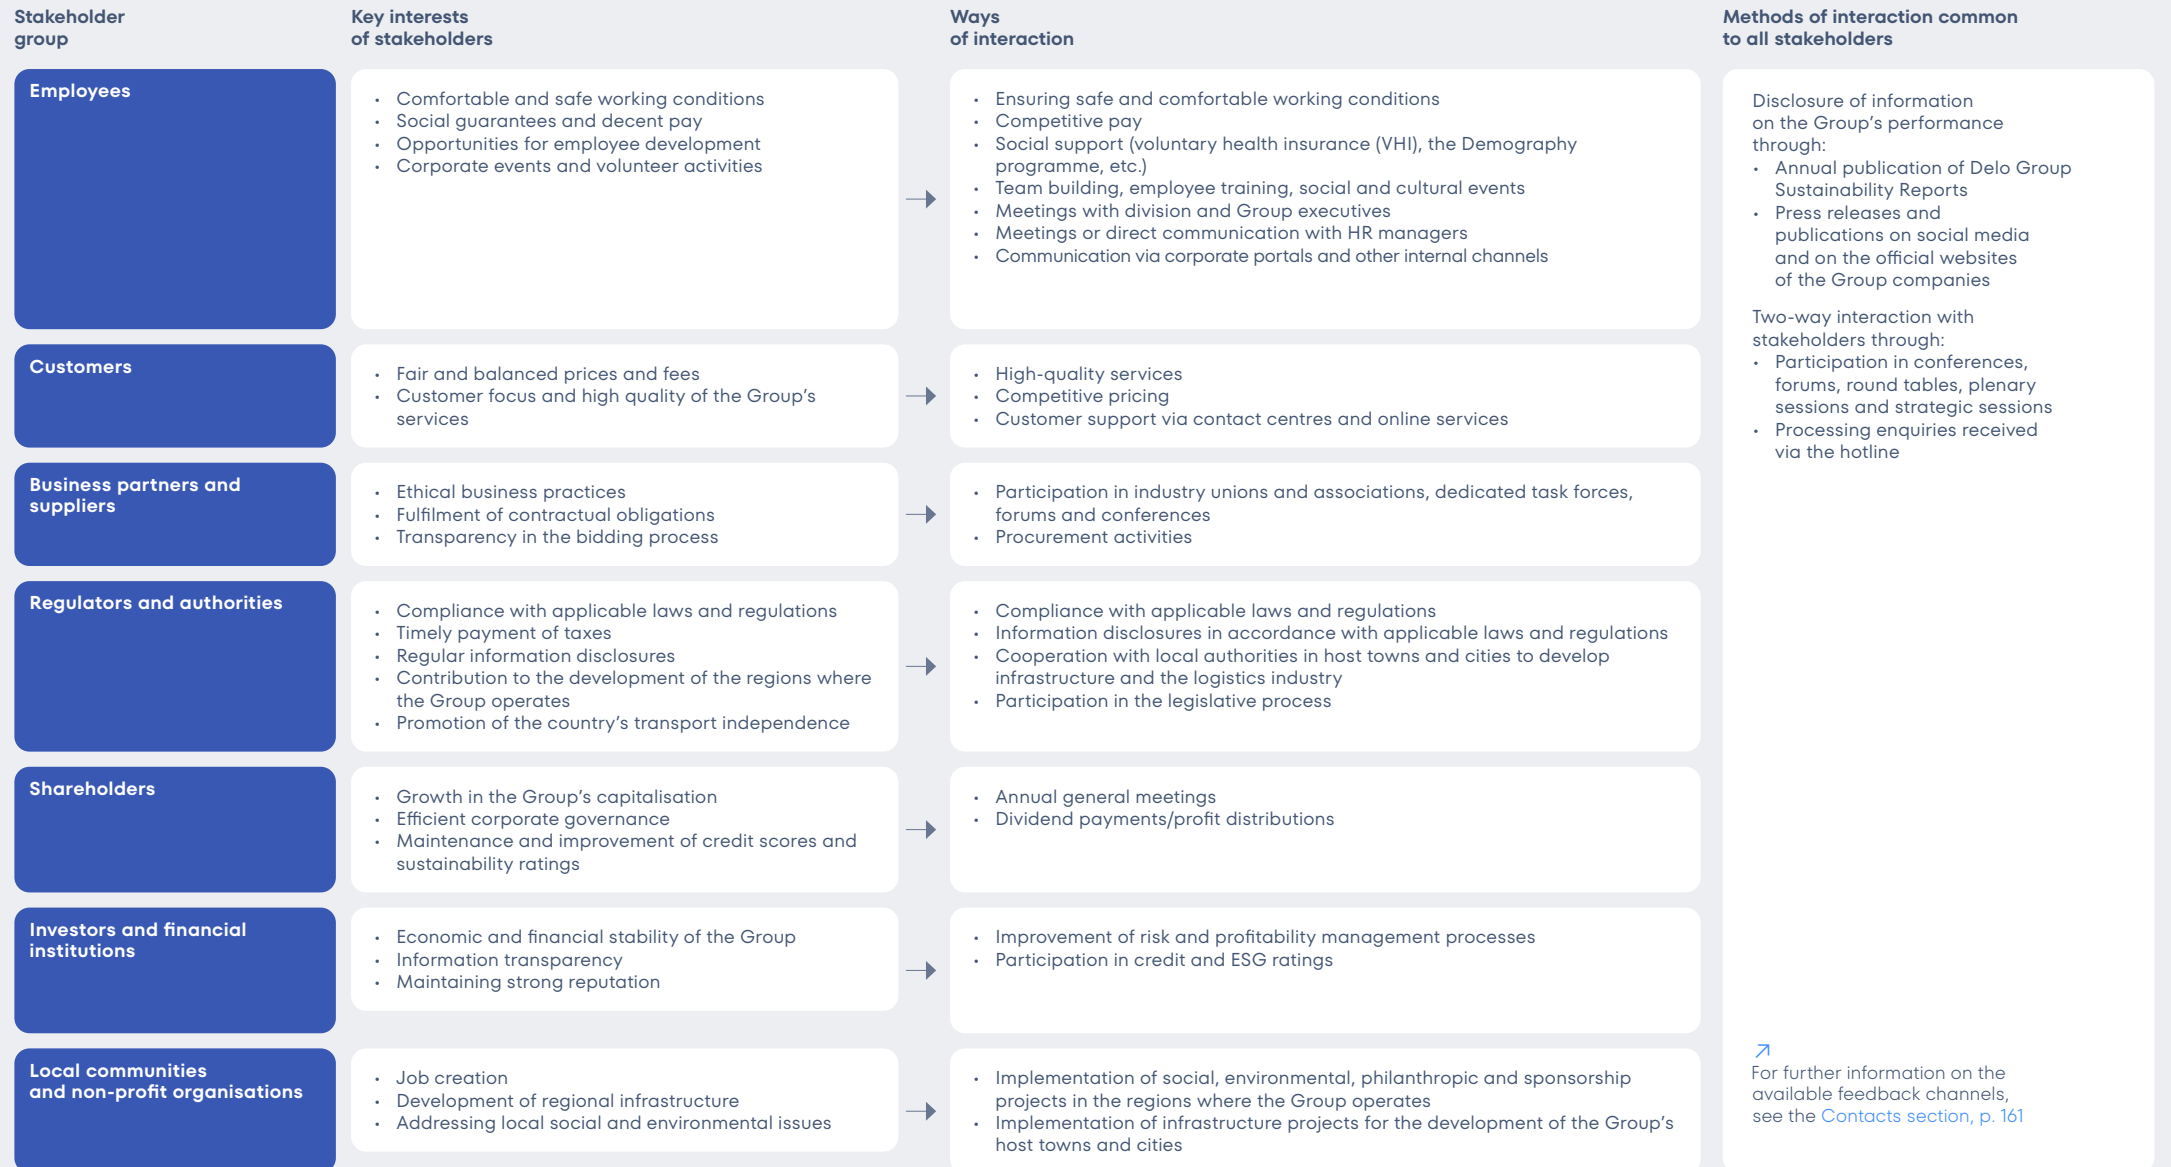 Stakeholder
group
Key interests
of stakeholders
Ways
of interaction
Methods of interaction common
to all stakeholders
Employees
• Comfortable and safe working conditions
• Social guarantees and decent pay
• Opportunities for employee development
• Corporate events and volunteer activities
• Ensuring safe and comfortable working conditions
• Competitive pay
• Social support (voluntary health insurance (VHI), the Demography
programme, etc.)
• Team building, employee training, social and cultural events
• Meetings with division and Group executives
• Meetings or direct communication with HR managers
• Communication via corporate portals and other internal channels
Customers
• Fair and balanced prices and fees
• Customer focus and high quality of the Group's
services
• High-quality services
• Competitive pricing
• Customer support via contact centres and online services
Business partners and
suppliers
• Ethical business practices
• Fulfilment of contractual obligations
• Transparency in the bidding process
• Participation in industry unions and associations, dedicated task forces,
forums and conferences
• Procurement activities
Regulators and authorities
• Compliance with applicable laws and regulations
• Timely payment of taxes
• Regular information disclosures
• Contribution to the development of the regions where
the Group operates
• Promotion of the country's transport independence
• Compliance with applicable laws and regulations
• Information disclosures in accordance with applicable laws and regulations
• Cooperation with local authorities in host towns and cities to develop
infrastructure and the logistics industry
• Participation in the legislative process
Shareholders
• Growth in the Group's capitalisation
• Efficient corporate governance
• Maintenance and improvement of credit scores and
sustainability ratings
• Annual general meetings
• Dividend payments/profit distributions
Investors and financial
institutions
• Economic and financial stability of the Group
• Information transparency
• Maintaining strong reputation
• Improvement of risk and profitability management processes
• Participation in credit and ESG ratings
Local communities
and non-profit organisations
• Job creation
• Development of regional infrastructure
• Addressing local social and environmental issues
• Implementation of social, environmental, philanthropic and sponsorship
projects in the regions where the Group operates
• Implementation of infrastructure projects for the development of the Group's
host towns and cities
Disclosure of information
on the Group's performance
through:
• Annual publication of Delo Group
Sustainability Reports
• Press releases and
publications on social media
and on the official websites
of the Group companies
Two-way interaction with
stakeholders through:
• Participation in conferences,
forums, round tables, plenary
sessions and strategic sessions
• Processing enquiries received
via the hotline
For further information on the
available feedback channels,
see the Contacts section, p. 161